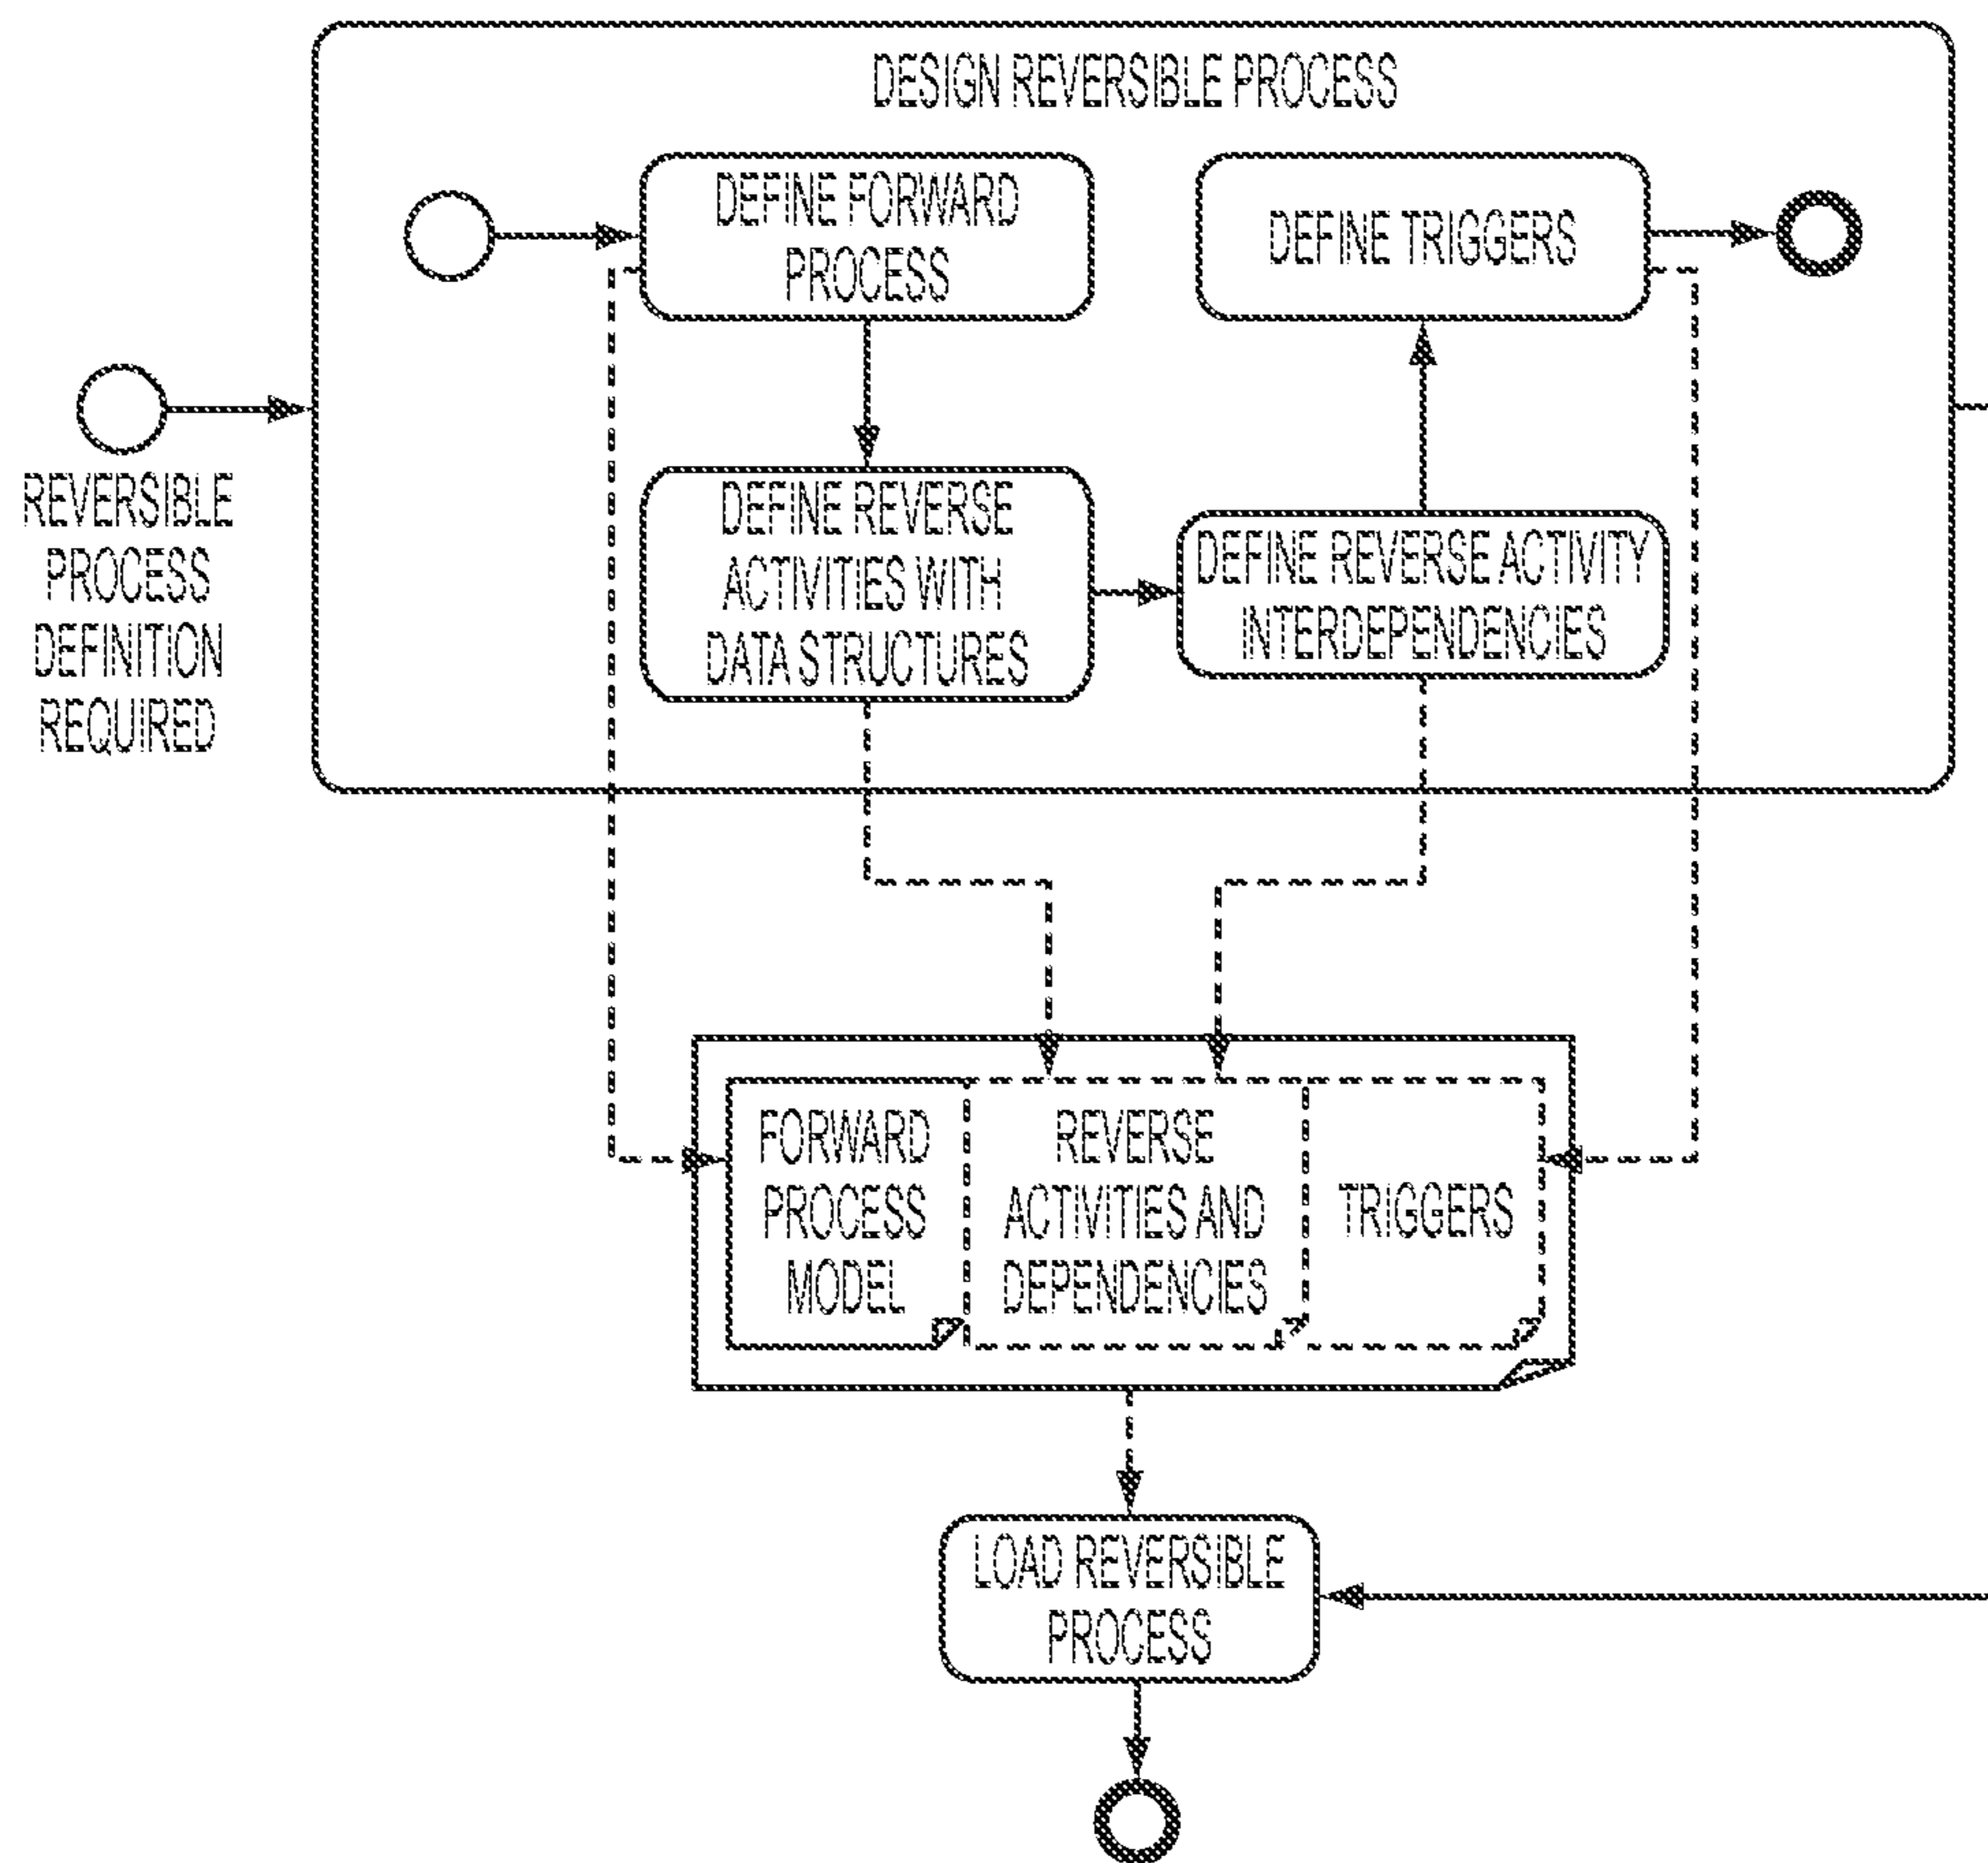 DESIGN REVERSIBLE PROCESS
DEFINE FORWARD
PROCESS
DEFINE TRIGGERS
REVERSIBLE
PROCESS
DEFINITION
REQUIRED
DEFINE REVERSE
ACTIVITIES WITH
DATA STRUCTURES
DEFINE REVERSE ACTIVITY
INTERDEPENDENCIES
FORWARD
PROCESS
MODEL
REVERSE
ACTIVITIES AND
DEPENDENCIES
TRIGGERS
LOAD REVERSIBLE
PROCESS